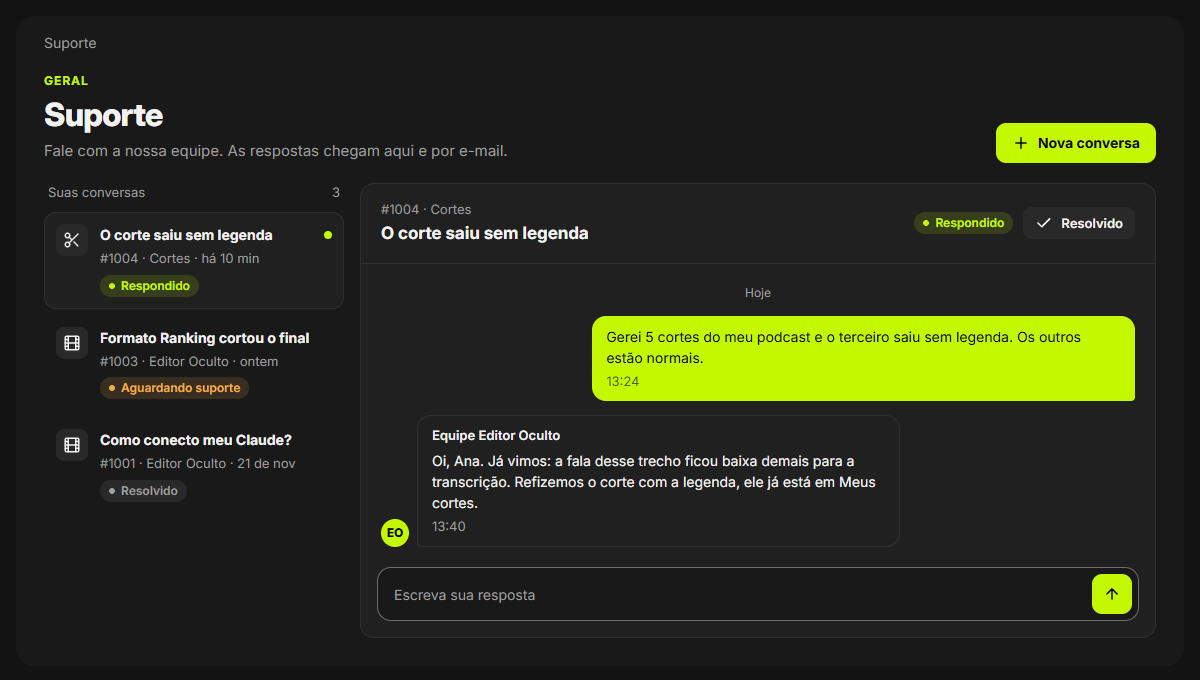 Suporte
GERAL
Suporte
Fale com a nossa equipe. As respostas chegam aqui e por e-mail.
Nova conversa
Suas conversas 3
O corte saiu sem legenda
#1004 · Cortes · há 10 min
Respondido
Formato Ranking cortou o final
#1003 · Editor Oculto · ontem
Aguardando suporte
Como conecto meu Claude?
#1001 · Editor Oculto · 21 de nov
Resolvido
#1004 · Cortes
O corte saiu sem legenda
Respondido
Resolvido
Hoje
Gerei 5 cortes do meu podcast e o terceiro saiu sem legenda. Os outros
estão normais.
13:24
Equipe Editor Oculto
Oi, Ana. Já vimos: a fala desse trecho ficou baixa demais para a
transcrição. Refizemos o corte com a legenda, ele já está em Meus
cortes.
13:40
EO
Escreva sua resposta